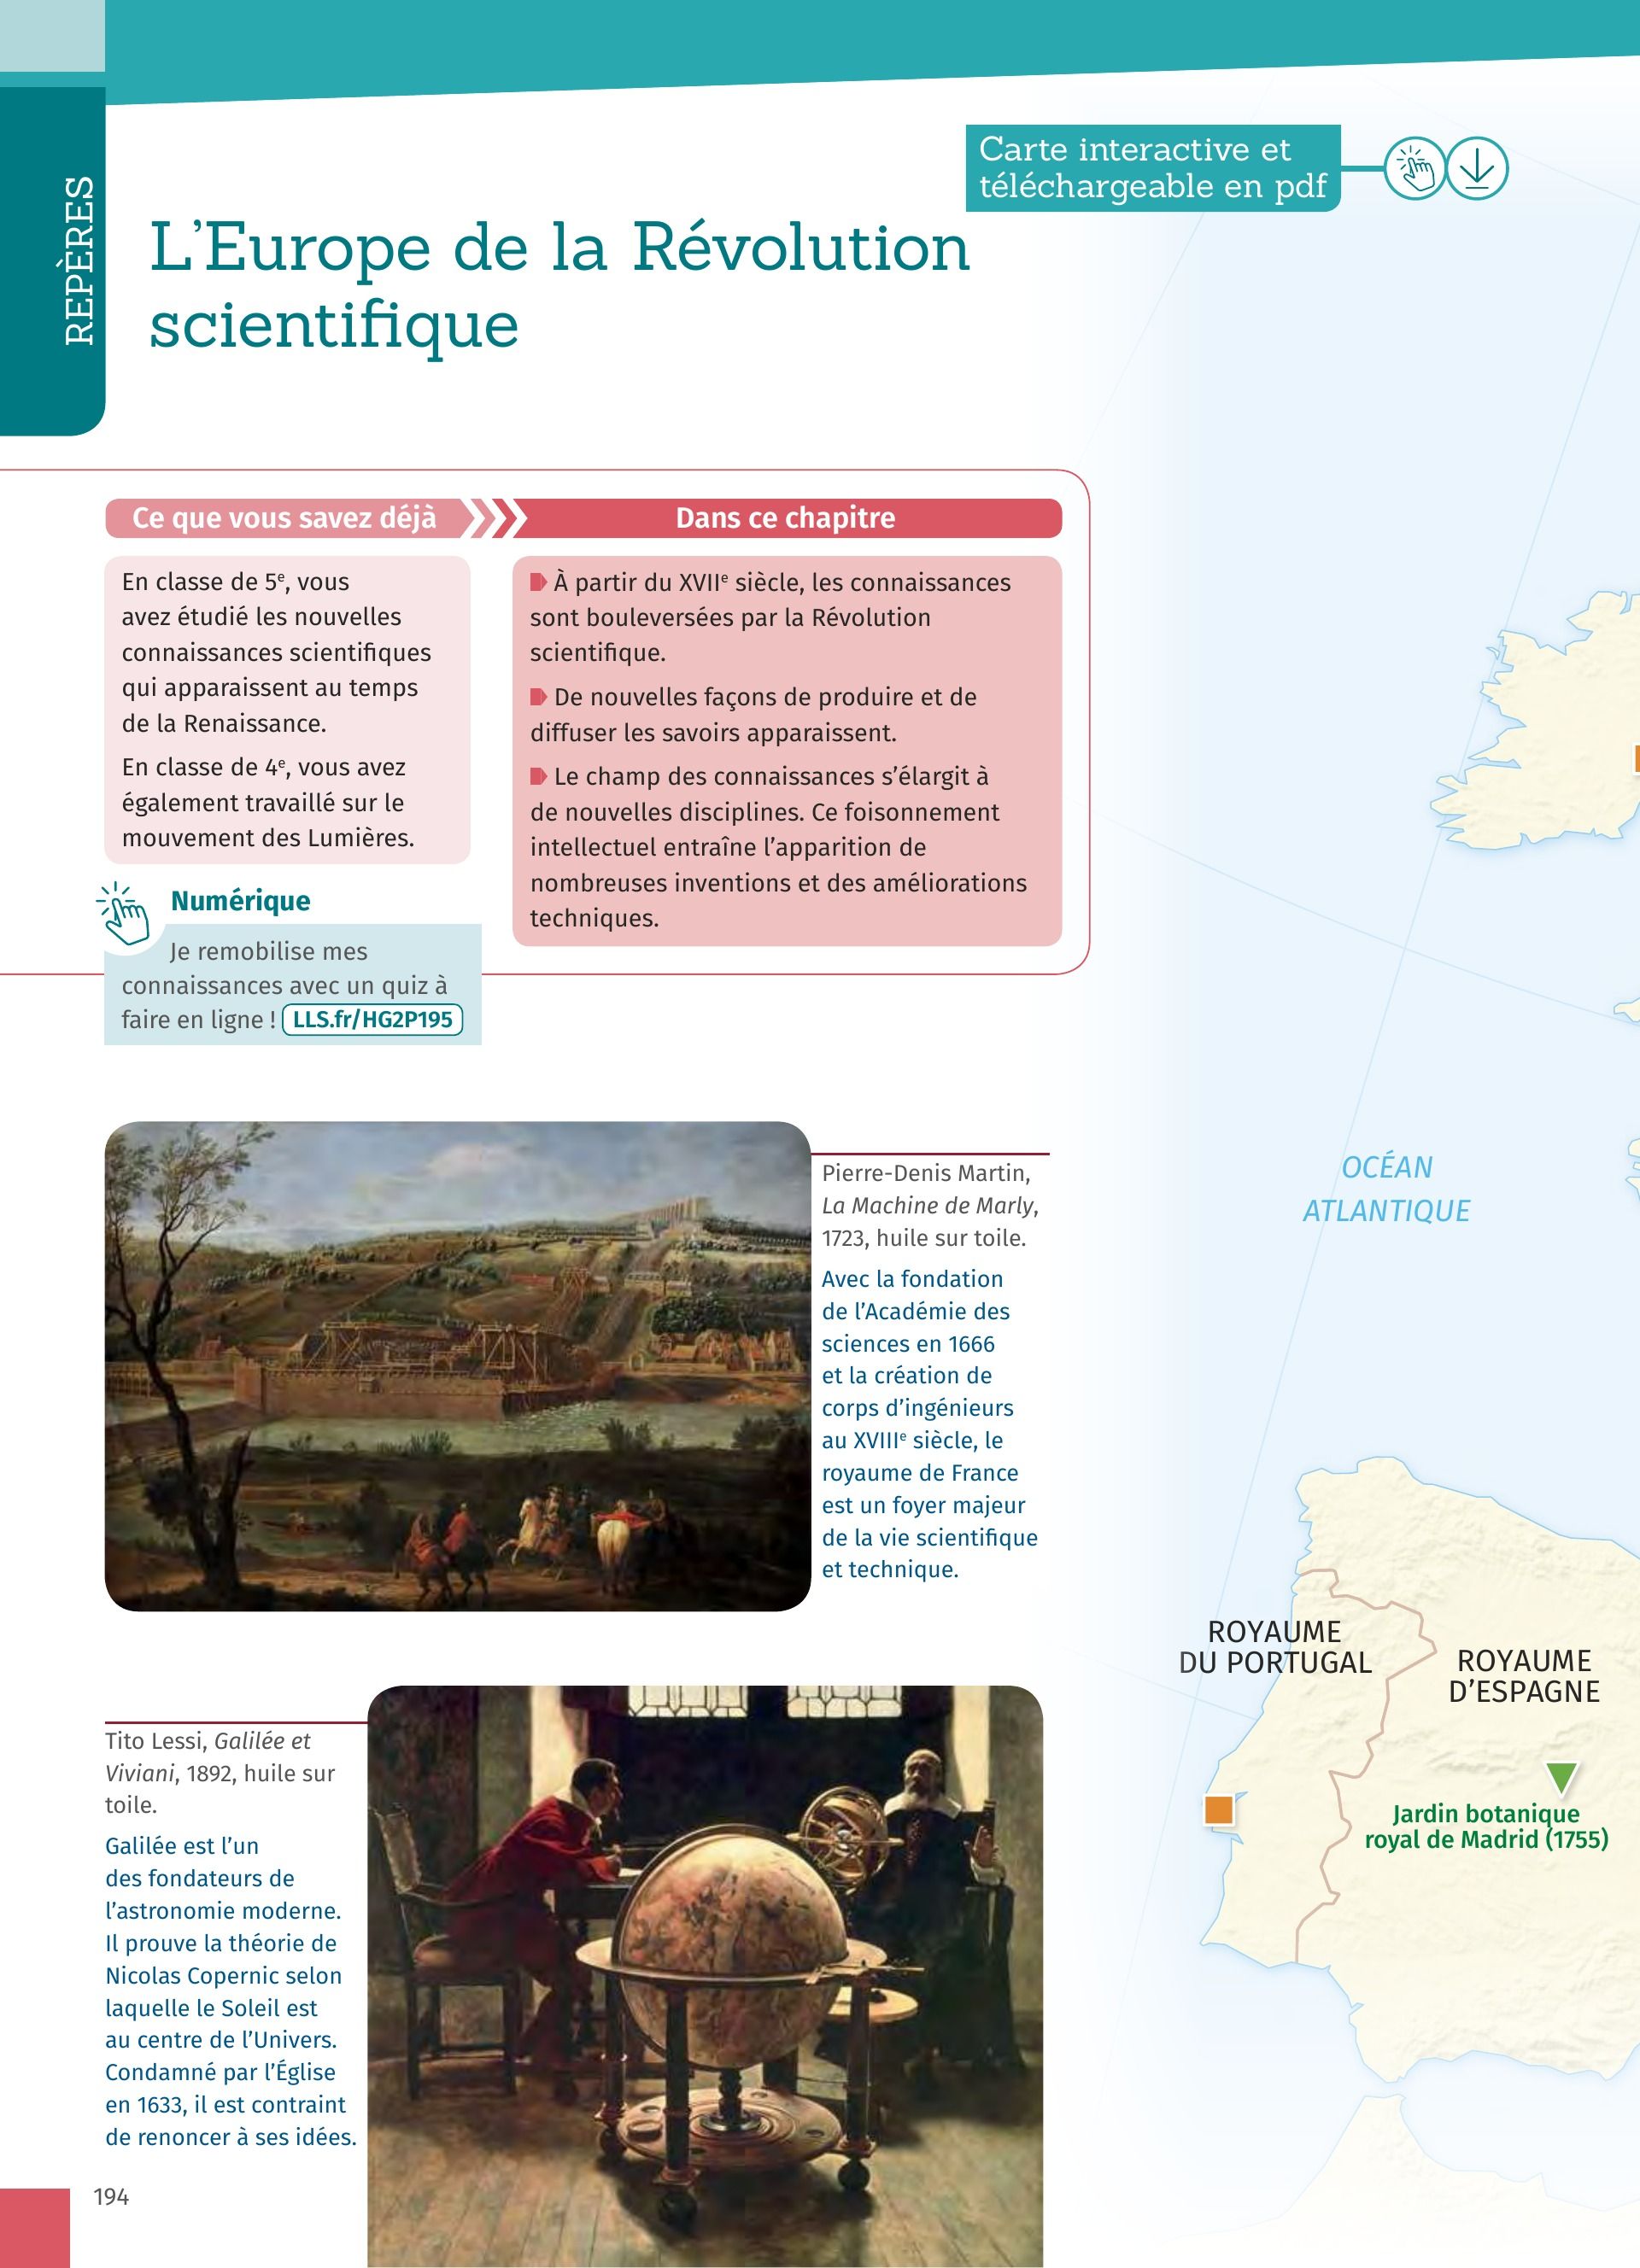 REPÈRES
Carte interactive et
téléchargeable en pdf
L'Europe de la Révolution
scientifique
Ce que vous savez déjà
Dans ce chapitre
En classe de 5e, vous
avez étudié les nouvelles
connaissances scientifiques
qui apparaissent au temps
de la Renaissance.
En classe de 4e, vous avez
également travaillé sur le
mouvement des Lumières.
À partir du XVIIe siècle, les connaissances
sont bouleversées par la Révolution
scientifique.
De nouvelles façons de produire et de
diffuser les savoirs apparaissent.
Le champ des connaissances s'élargit à
de nouvelles disciplines. Ce foisonnement
intellectuel entraîne l'apparition de
nombreuses inventions et des améliorations
techniques.
Numérique
Je remobilise mes
connaissances avec un quiz à
faire en ligne ! LLS.fr/HG2P195
Pierre-Denis Martin,
La Machine de Marly,
1723, huile sur toile.
Avec la fondation
de l'Académie des
sciences en 1666
et la création de
corps d'ingénieurs
au XVIIIe siècle, le
royaume de France
est un foyer majeur
de la vie scientifique
et technique.
Tito Lessi, Galilée et
Viviani, 1892, huile sur
toile.
Galilée est l'un
des fondateurs de
l'astronomie moderne.
Il prouve la théorie de
Nicolas Copernic selon
laquelle le Soleil est
au centre de l'Univers.
Condamné par l'Église
en 1633, il est contraint
de renoncer à ses idées.
OCÉAN
ATLANTIQUE
ROYAUME
DU PORTUGAL
ROYAUME
D'ESPAGNE
Jardin botanique
royal de Madrid (1755)
194